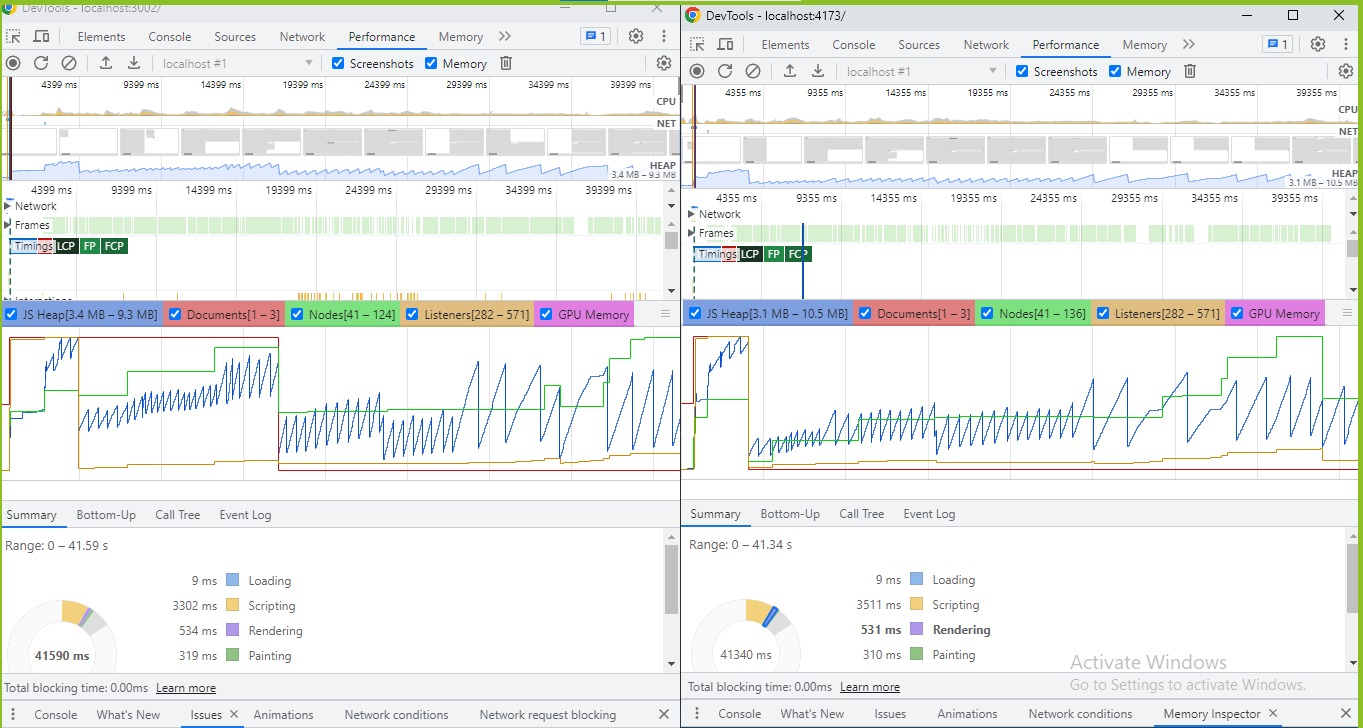 DevTools - localhost:3002/
Elements Console Sources Network Performance Memory 1
localhost #1 Screenshots Memory
4399 ms 9399 ms 14399 ms 19399 ms 24399 ms 29399 ms 34399 ms 39399 ms
CPU
NET
HEAP
3.4 MB – 9.3 MB
4399 ms 9399 ms 14399 ms 19399 ms 24399 ms 29399 ms 34399 ms 39399 ms
Network
Frames
Timings LCP FP FCP
Interactions
JS Heap[3.4 MB – 9.3 MB] Documents[1 – 3] Nodes[41 – 124] Listeners[282 – 571] GPU Memory
Summary Bottom-Up Call Tree Event Log
Range: 0 – 41.59 s
9 ms Loading
3302 ms Scripting
534 ms Rendering
319 ms Painting
41590 ms
Total blocking time: 0.00ms Learn more
Console What's New Issues Animations Network conditions Network request blocking
DevTools - localhost:4173/
Elements Console Sources Network Performance Memory 1
localhost #1 Screenshots Memory
4355 ms 9355 ms 14355 ms 19355 ms 24355 ms 29355 ms 34355 ms 39355 ms
CPU
NET
HEAP
3.1 MB – 10.5 MB
4355 ms 9355 ms 14355 ms 19355 ms 24355 ms 29355 ms 34355 ms 39355 ms
Network
Frames
Timings LCP FP FCP
JS Heap[3.1 MB – 10.5 MB] Documents[1 – 3] Nodes[41 – 136] Listeners[282 – 571] GPU Memory
Summary Bottom-Up Call Tree Event Log
Range: 0 – 41.34 s
9 ms Loading
3511 ms Scripting
531 ms Rendering
310 ms Painting
41340 ms
Activate Windows
Go to Settings to activate Windows.
Total blocking time: 0.00ms Learn more
Console What's New Issues Animations Network conditions Memory Inspector